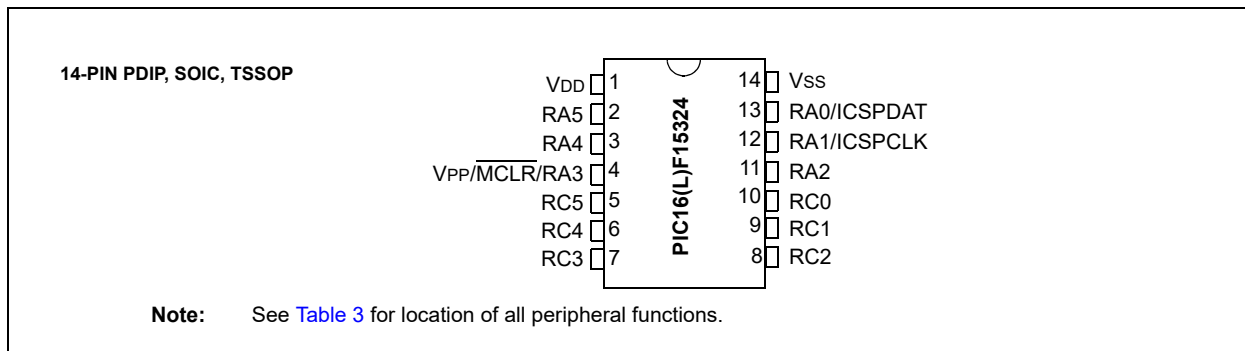 14-PIN PDIP, SOIC, TSSOP
VDD 1 14 VSS
RA5 2 13 RA0/ICSPDAT
RA4 3 12 RA1/ICSPCLK
VPP/MCLR/RA3 4 11 RA2
RC5 5 10 RC0
RC4 6 9 RC1
RC3 7 8 RC2
PIC16(L)F15324
Note: See Table 3 for location of all peripheral functions.